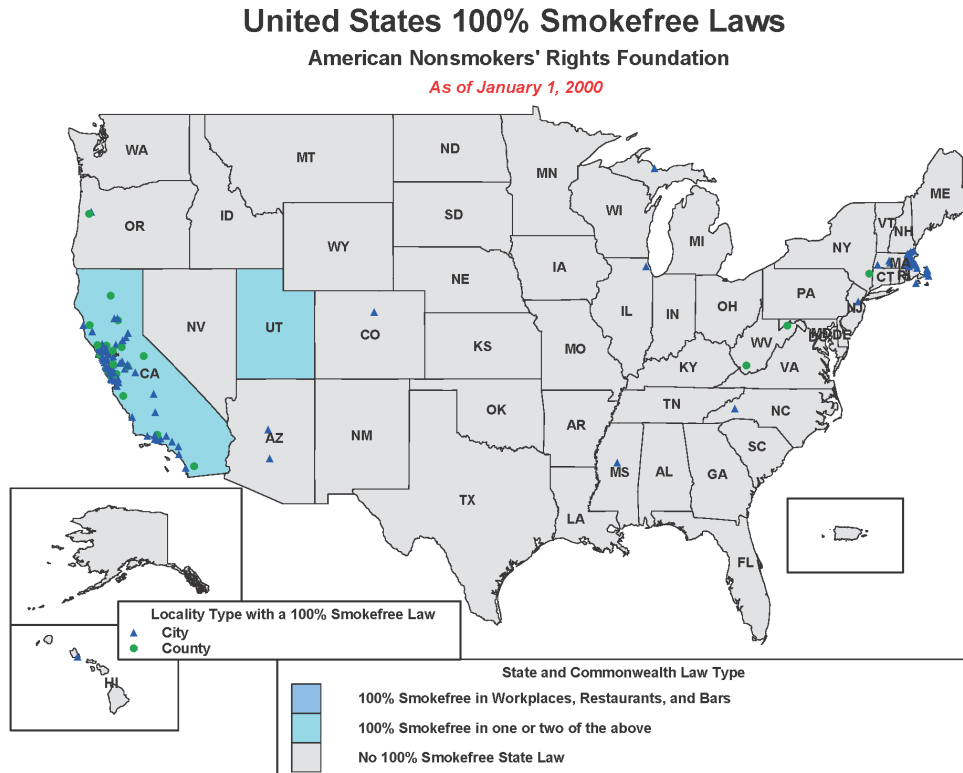 United States 100% Smokefree Laws
American Nonsmokers' Rights Foundation
As of January 1, 2000
WA
MT
ND
MN
ME
OR
ID
SD
WI
MI
VT
NH
NY
WY
MA
CT
RI
NE
IA
PA
NV
UT
CO
IL
IN
OH
NJ
KS
MO
WV
MD
DE
CA
KY
VA
AZ
NM
OK
AR
TN
NC
SC
MS
AL
GA
TX
LA
FL
Locality Type with a 100% Smokefree Law
City
County
HI
State and Commonwealth Law Type
100% Smokefree in Workplaces, Restaurants, and Bars
100% Smokefree in one or two of the above
No 100% Smokefree State Law